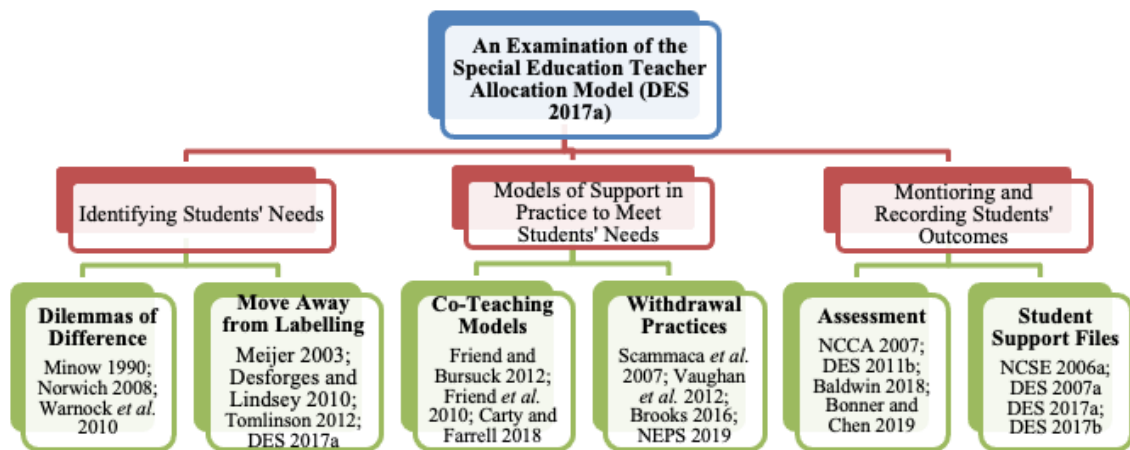 An Examination of the
Special Education Teacher
Allocation Model (DES
2017a)
Identifying Students' Needs
Models of Support in
Practice to Meet
Students' Needs
Montioring and
Recording Students'
Outcomes
Dilemmas of
Difference
Minow 1990;
Norwich 2008;
Warnock et al.
2010
Move Away
from Labelling
Meijer 2003;
Desforges and
Lindsey 2010;
Tomlinson 2012;
DES 2017a
Co-Teaching
Models
Friend and
Bursuck 2012;
Friend et al.
2010; Carty and
Farrell 2018
Withdrawal
Practices
Scammaca et al.
2007; Vaughan
et al. 2012;
Brooks 2016;
NEPS 2019
Assessment
NCCA 2007;
DES 2011b;
Baldwin 2018;
Bonner and
Chen 2019
Student
Support Files
NCSE 2006a;
DES 2007a
DES 2017a;
DES 2017b